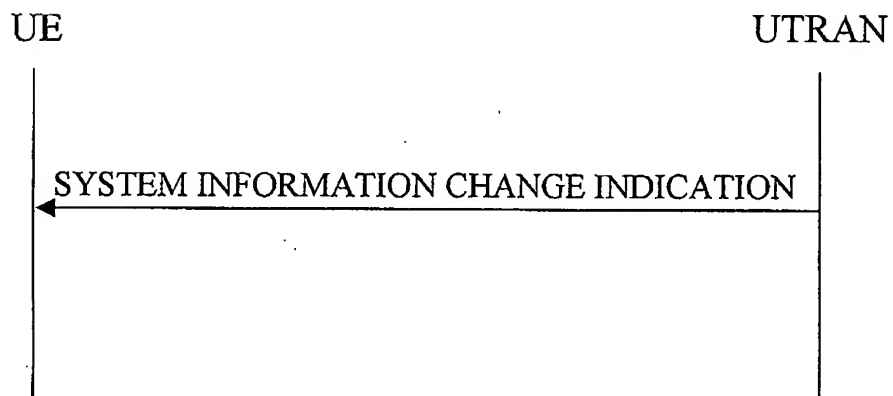 UE
UTRAN
SYSTEM INFORMATION CHANGE INDICATION